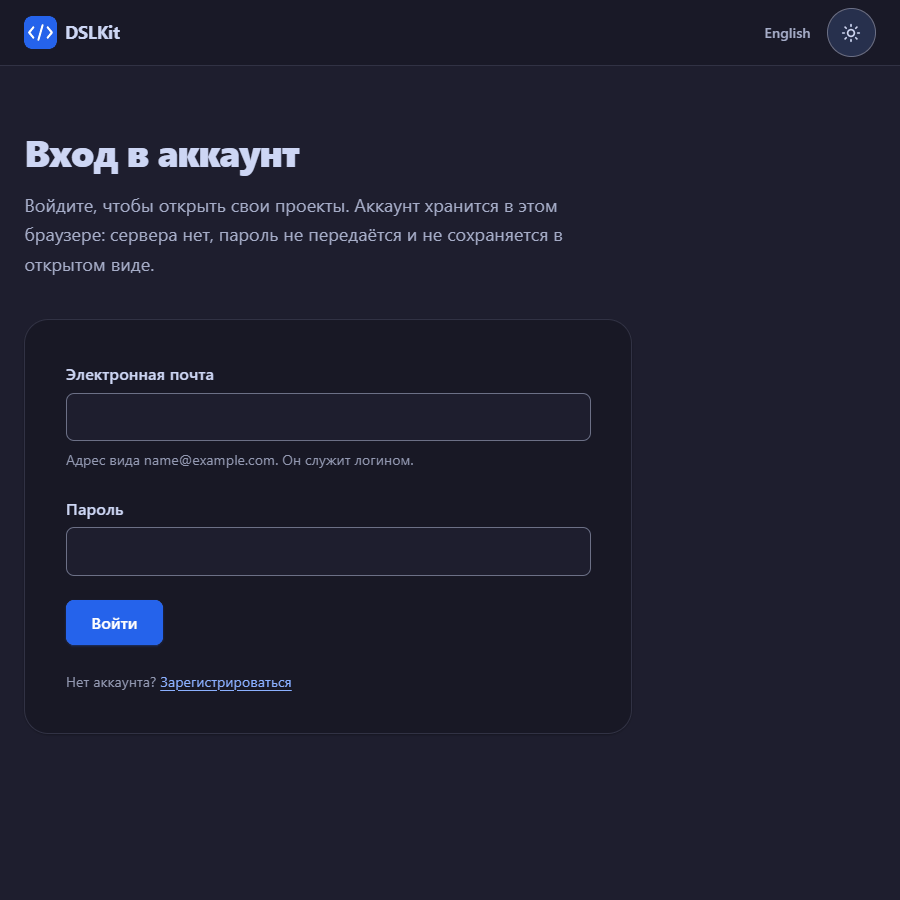 DSLKit
English
Вход в аккаунт
Войдите, чтобы открыть свои проекты. Аккаунт хранится в этом
браузере: сервера нет, пароль не передаётся и не сохраняется в
открытом виде.
Электронная почта
Адрес вида name@example.com. Он служит логином.
Пароль
Войти
Нет аккаунта? Зарегистрироваться